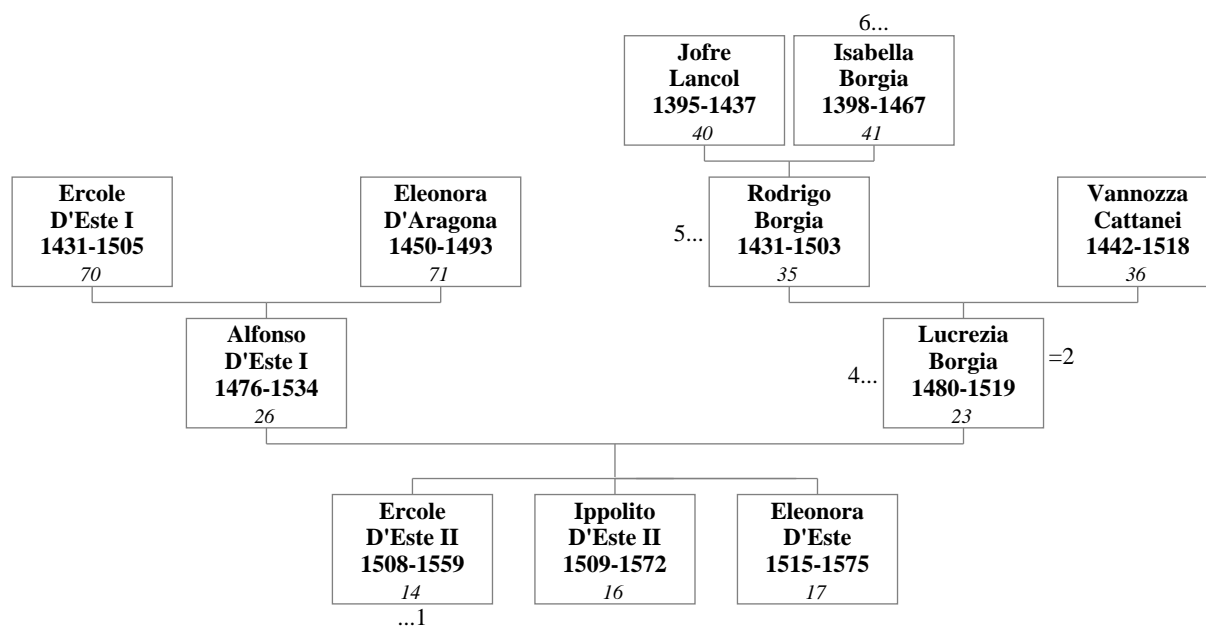 6...
Jofre
Lancol
1395-1437
40
Isabella
Borgia
1398-1467
41
Ercole
D'Este I
1431-1505
70
Eleonora
D'Aragona
1450-1493
71
5...
Rodrigo
Borgia
1431-1503
35
Vannozza
Cattanei
1442-1518
36
Alfonso
D'Este I
1476-1534
26
4...
Lucrezia
Borgia
1480-1519
23
=2
Ercole
D'Este II
1508-1559
14
...1
Ippolito
D'Este II
1509-1572
16
Eleonora
D'Este
1515-1575
17